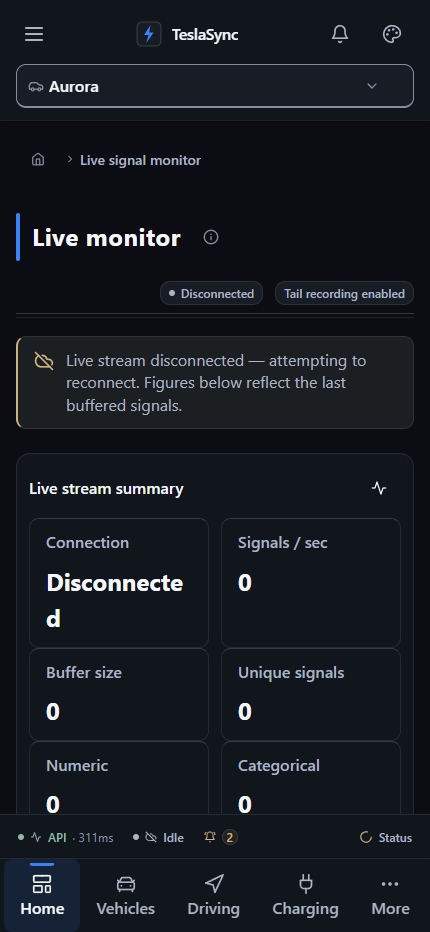 TeslaSync
Aurora
Live signal monitor
Live monitor
Disconnected
Tail recording enabled
Live stream disconnected — attempting to
reconnect. Figures below reflect the last
buffered signals.
Live stream summary
Connection
Disconnecte
d
Signals / sec
0
Buffer size
0
Unique signals
0
Numeric
0
Categorical
0
API · 311ms
Idle
2
Status
Home
Vehicles
Driving
Charging
More